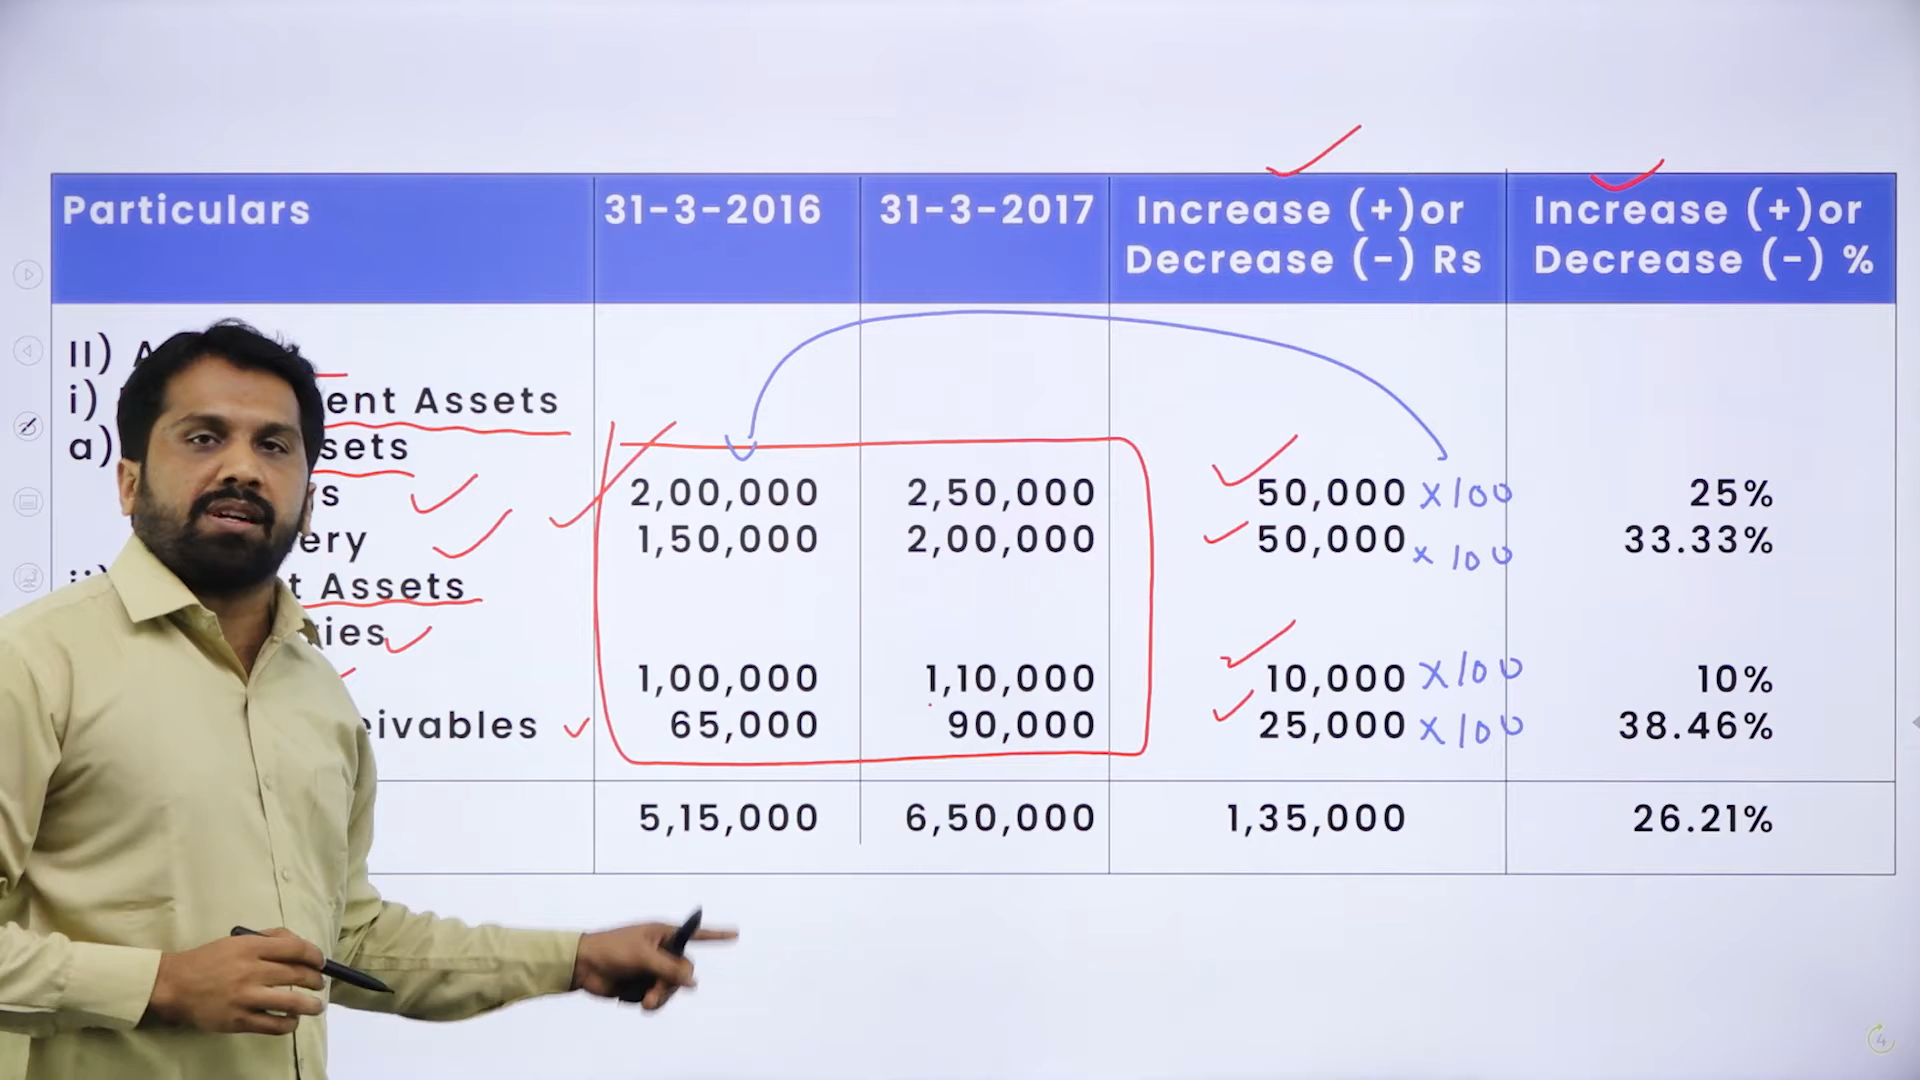 Particulars 31-3-2016 31-3-2017 Increase (+)or Decrease (-) Rs Increase (+)or Decrease (-) %
II)
i) ent Assets
a) sets
s 2,00,000 2,50,000 50,000 x100 25%
ery 1,50,000 2,00,000 50,000 x100 33.33%
t Assets
ies
1,00,000 1,10,000 10,000 x100 10%
eivables 65,000 90,000 25,000 x100 38.46%
5,15,000 6,50,000 1,35,000 26.21%
4